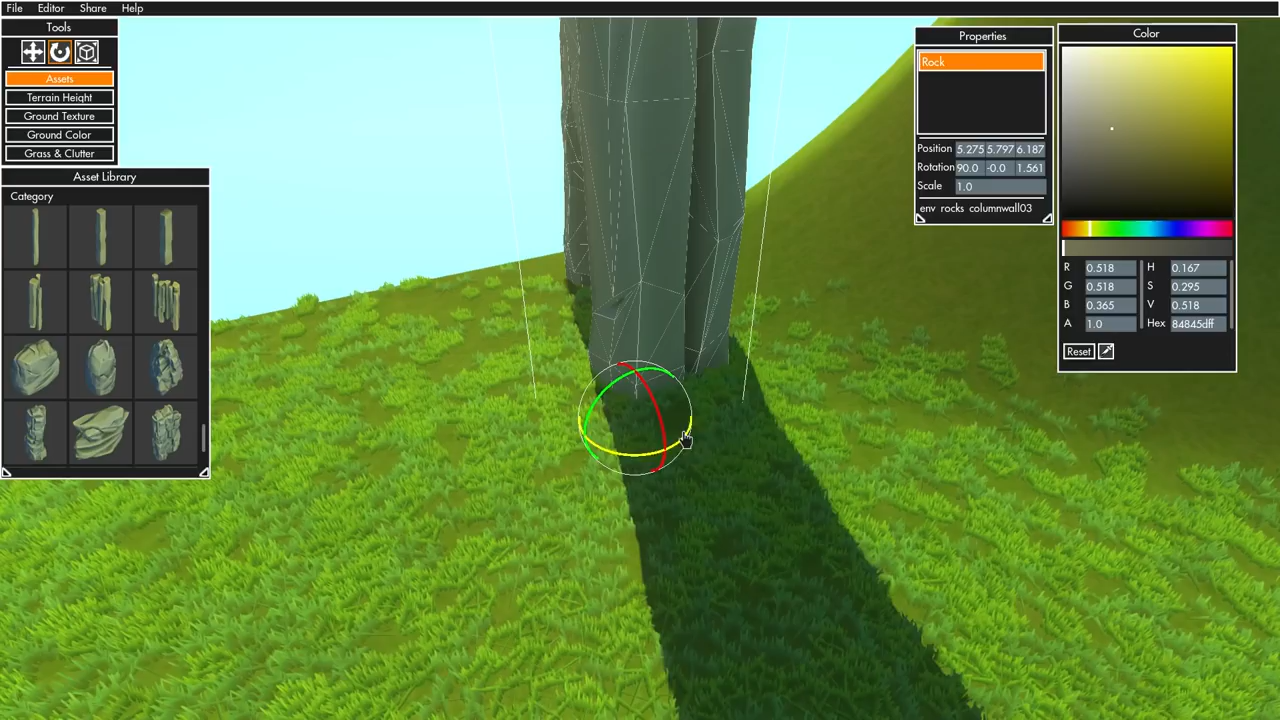 File Editor Share Help
Tools
Assets
Terrain Height
Ground Texture
Ground Color
Grass & Clutter
Asset Library
Category
Properties
Rock
Position 5.275 5.797 6.187
Rotation 90.0 -0.0 1.561
Scale 1.0
env rocks columnwall03
Color
R 0.518 H 0.167
G 0.518 S 0.295
B 0.365 V 0.518
A 1.0 Hex 84845dff
Reset